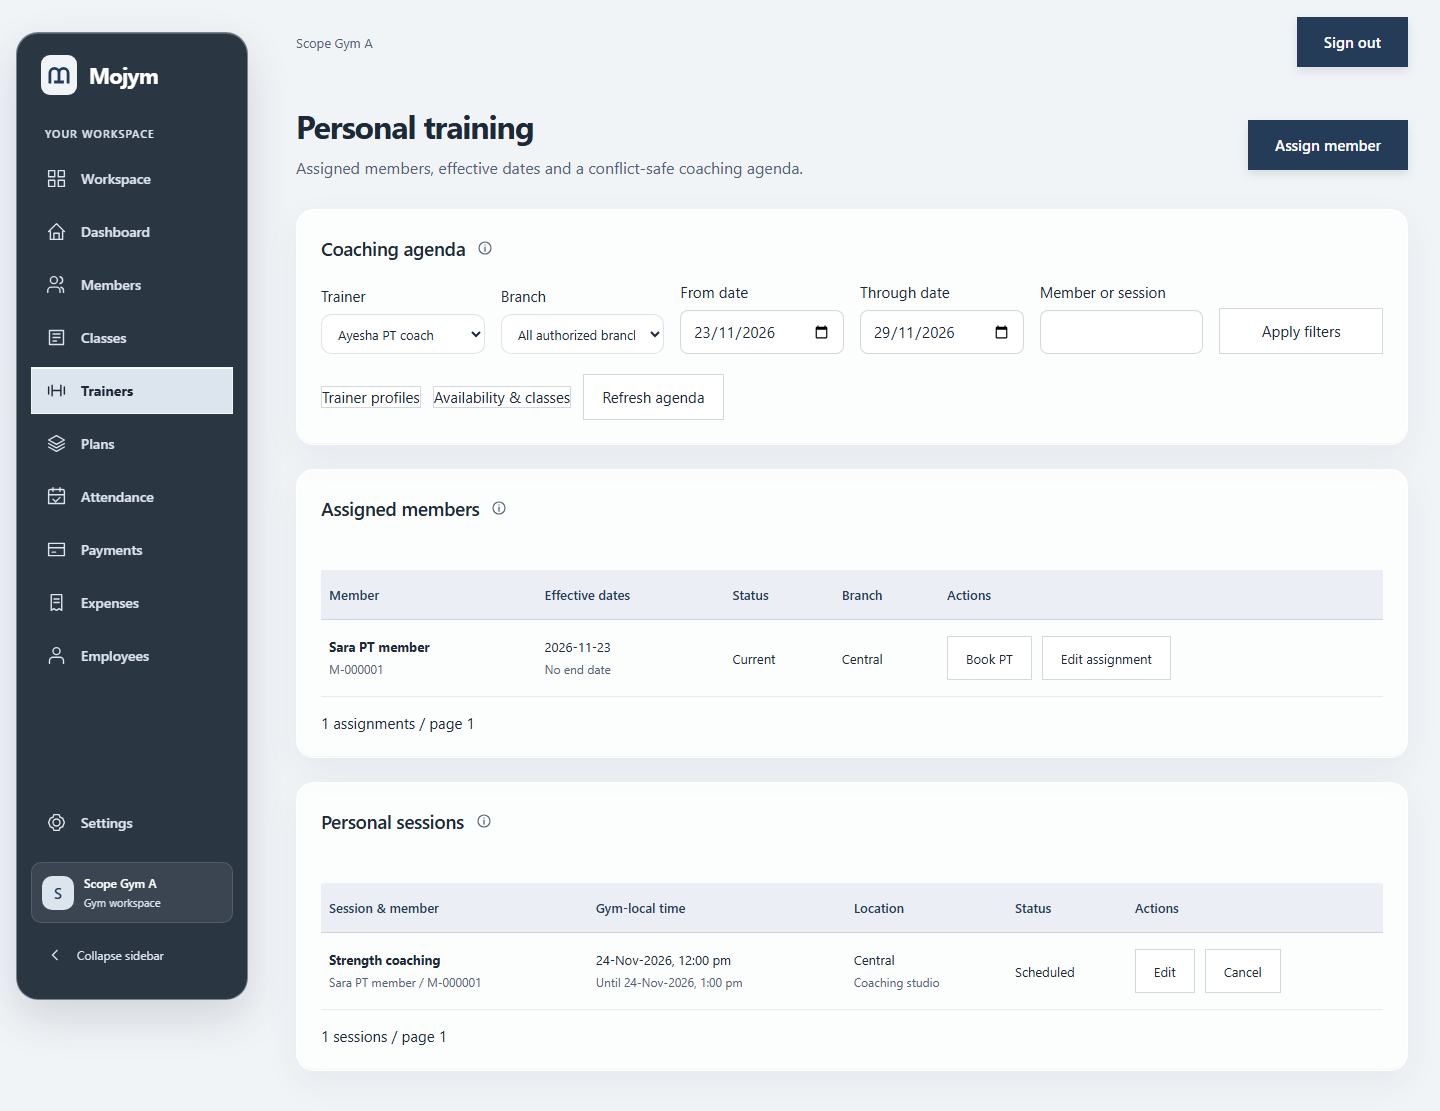 Mojym
YOUR WORKSPACE
Workspace
Dashboard
Members
Classes
Trainers
Plans
Attendance
Payments
Expenses
Employees
Settings
S
Scope Gym A
Gym workspace
Collapse sidebar
Scope Gym A
Sign out
Personal training
Assigned members, effective dates and a conflict-safe coaching agenda.
Assign member
Coaching agenda
Trainer
Branch
From date
Through date
Member or session
Ayesha PT coach
All authorized brancl
23/11/2026
29/11/2026
Apply filters
Trainer profiles
Availability & classes
Refresh agenda
Assigned members
Member Effective dates Status Branch Actions
Sara PT member
M-000001
2026-11-23
No end date
Current
Central
Book PT
Edit assignment
1 assignments / page 1
Personal sessions
Session & member Gym-local time Location Status Actions
Strength coaching
Sara PT member / M-000001
24-Nov-2026, 12:00 pm
Until 24-Nov-2026, 1:00 pm
Central
Coaching studio
Scheduled
Edit
Cancel
1 sessions / page 1